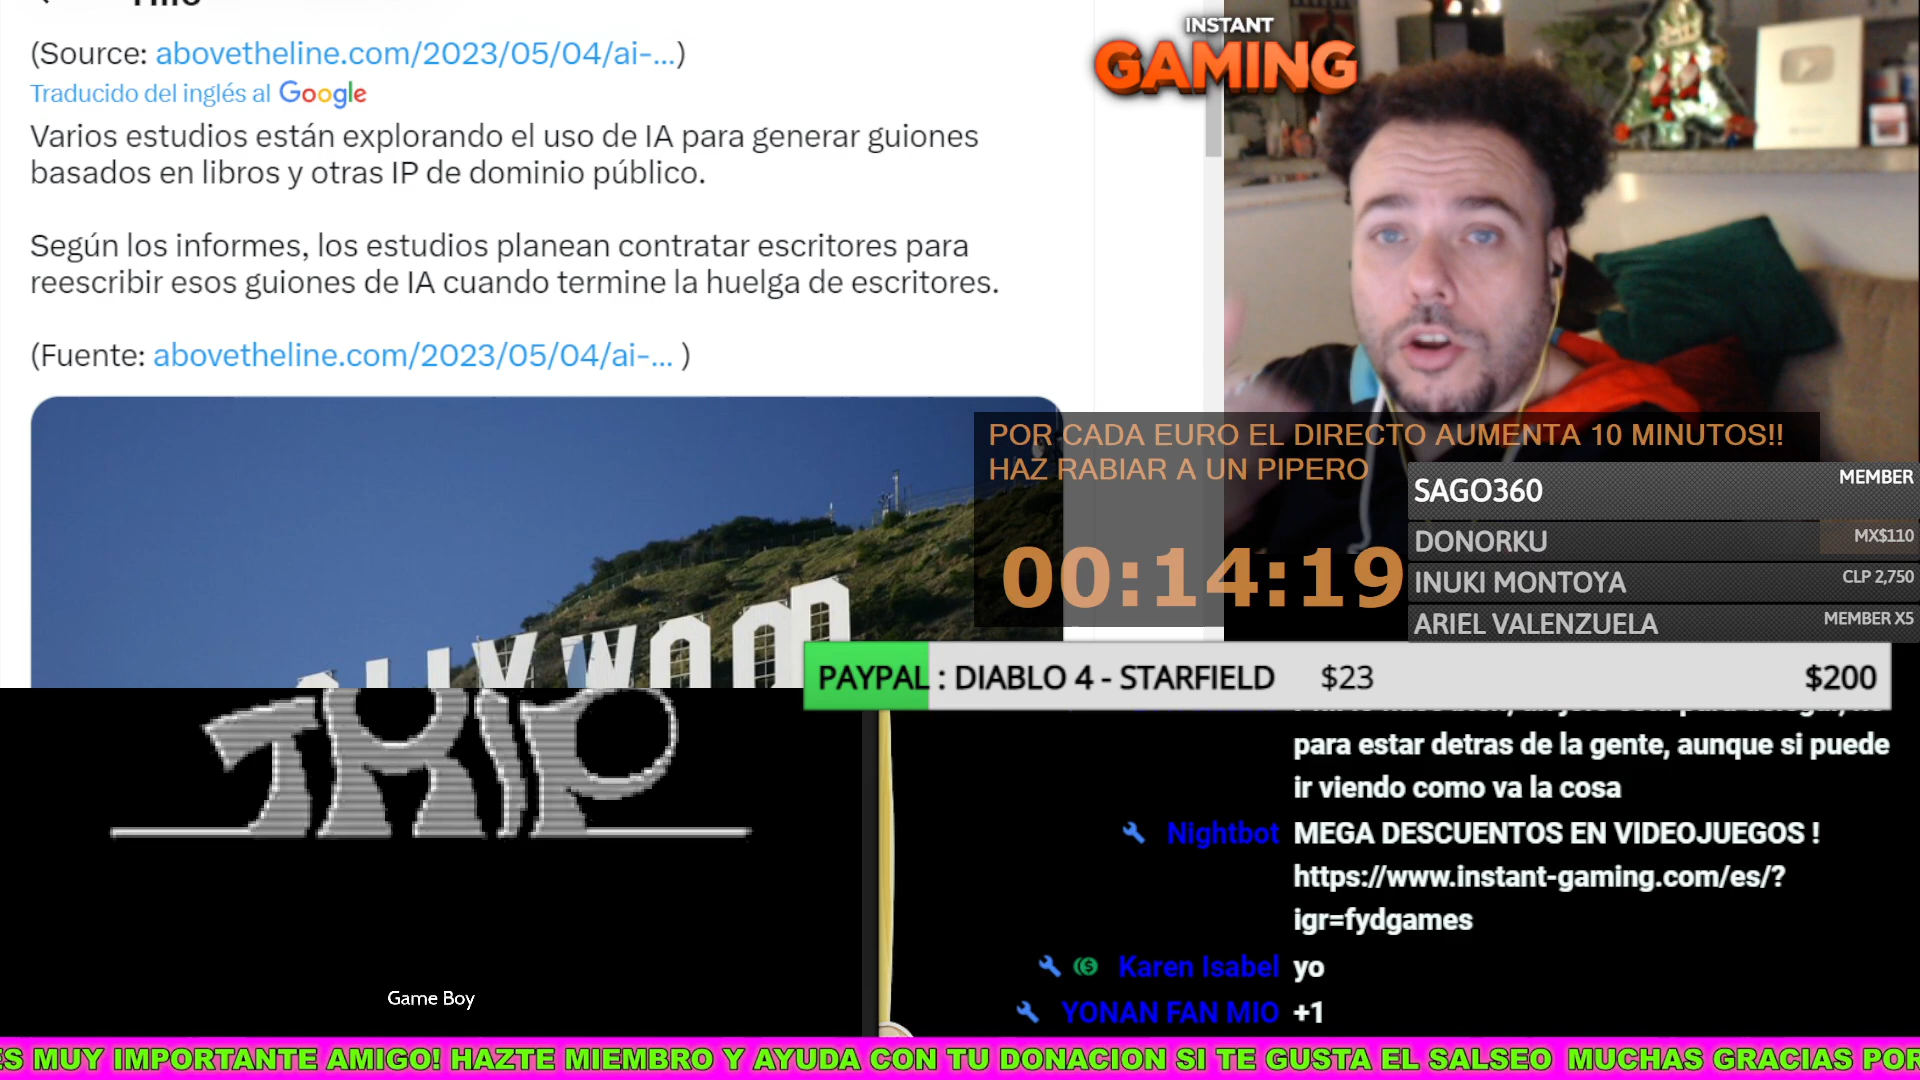 (Source: abovetheline.com/2023/05/04/ai-...)
Traducido del inglés al Google
Varios estudios están explorando el uso de IA para generar guiones
basados en libros y otras IP de dominio público.
Según los informes, los estudios planean contratar escritores para
reescribir esos guiones de IA cuando termine la huelga de escritores.
(Fuente: abovetheline.com/2023/05/04/ai-... )
INSTANT
GAMING
POR CADA EURO EL DIRECTO AUMENTA 10 MINUTOS!!
HAZ RABIAR A UN PIPERO
00:14:19
SAGO360 MEMBER
DONORKU MX$110
INUKI MONTOYA CLP 2,750
ARIEL VALENZUELA MEMBER X5
PAYPAL : DIABLO 4 - STARFIELD $23 $200
para estar detras de la gente, aunque si puede
ir viendo como va la cosa
Nightbot MEGA DESCUENTOS EN VIDEOJUEGOS !
https://www.instant-gaming.com/es/?
igr=fydgames
Karen Isabel yo
YONAN FAN MIO +1
Game Boy
ES MUY IMPORTANTE AMIGO! HAZTE MIEMBRO Y AYUDA CON TU DONACION SI TE GUSTA EL SALSEO MUCHAS GRACIAS POR